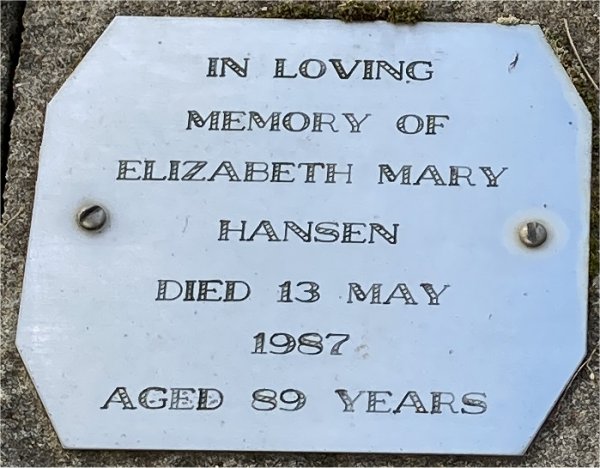 IN LOVING
MEMORY OF
ELIZABETH MARY
HANSEN
DIED 13 MAY
1987
AGED 89 YEARS